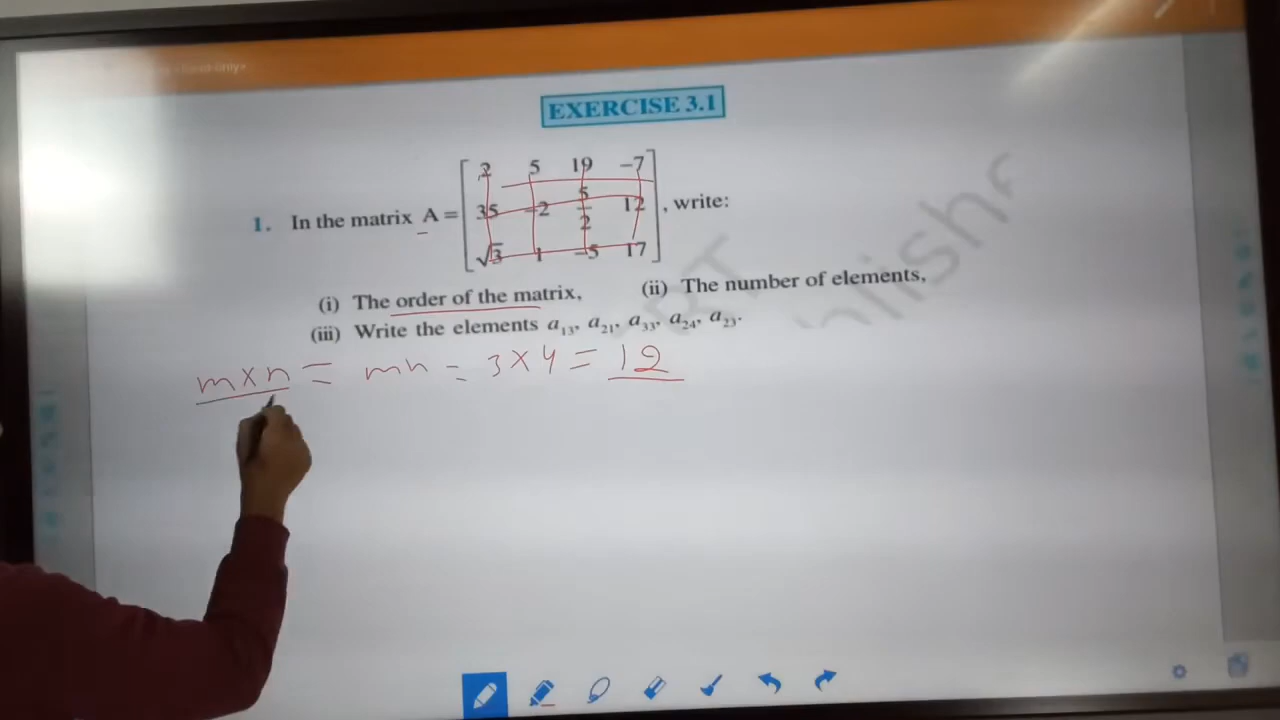 EXERCISE 3.1
2 5 19 −7
1. In the matrix A = 35 −2 5/2 12 , write:
√3 1 −5 17
(i) The order of the matrix, (ii) The number of elements,
(iii) Write the elements a₁₃, a₂₁, a₃₃, a₂₄, a₂₃.
m×n = mn = 3×4 = 12